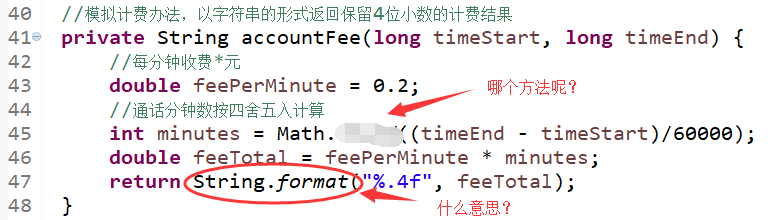 40 //模拟计费办法，以字符串的形式返回保留4位小数的计费结果
41 private String accountFee(long timeStart, long timeEnd) {
42 //每分钟收费*元
43 double feePerMinute = 0.2; 哪个方法呢？
44 //通话分钟数按四舍五入计算
45 int minutes = Math. ((timeEnd - timeStart)/60000);
46 double feeTotal = feePerMinute * minutes;
47 return String.format("%.4f", feeTotal);
48 } 什么意思？